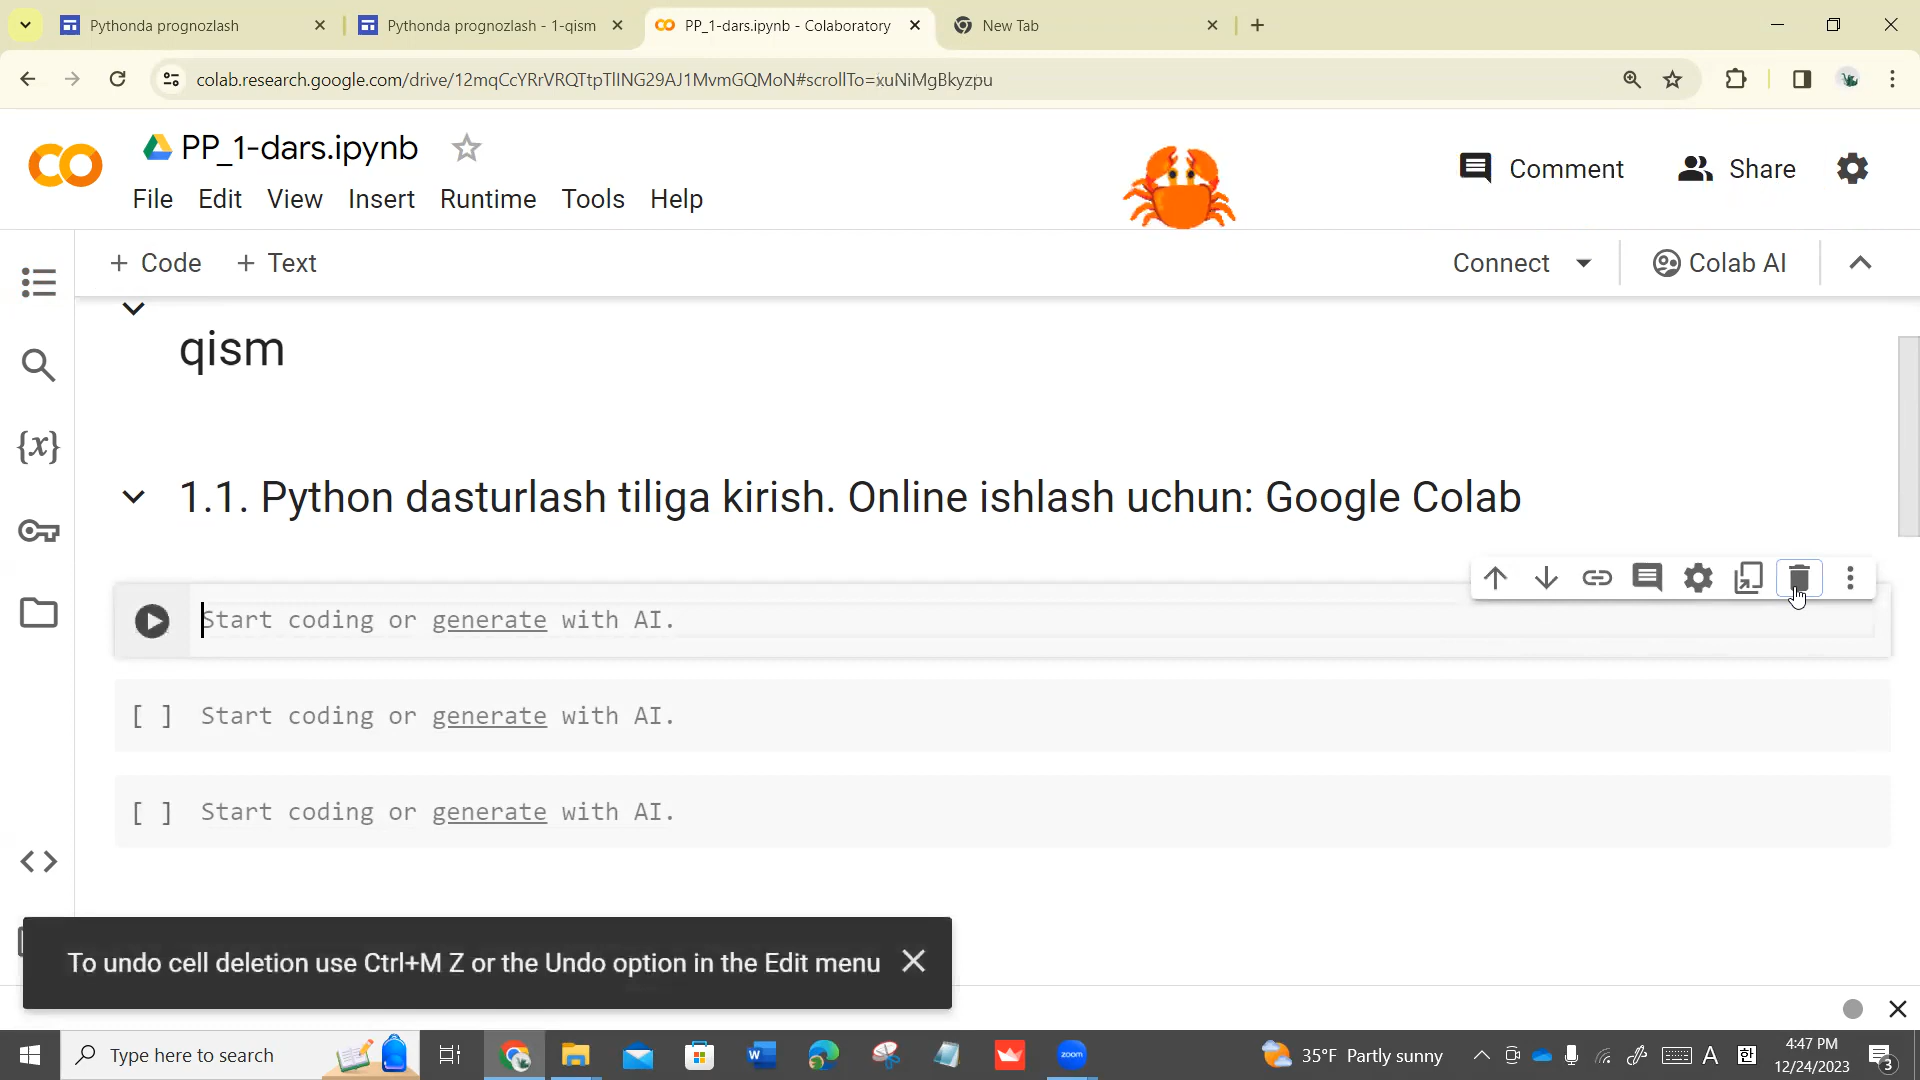 Pythonda prognozlash
Pythonda prognozlash - 1-qism
PP_1-dars.ipynb - Colaboratory
New Tab
colab.research.google.com/drive/12mqCcYRrVRQTtpTlING29AJ1MvmGQMoN#scrollTo=xuNiMgBkyzpu
PP_1-dars.ipynb
Comment
Share
File Edit View Insert Runtime Tools Help
+ Code + Text
Connect
Colab AI
qism
{x}
1.1. Python dasturlash tiliga kirish. Online ishlash uchun: Google Colab
Start coding or generate with AI.
[ ] Start coding or generate with AI.
[ ] Start coding or generate with AI.
To undo cell deletion use Ctrl+M Z or the Undo option in the Edit menu
Type here to search
zoom
35°F Partly sunny
A
한
4:47 PM
12/24/2023
3